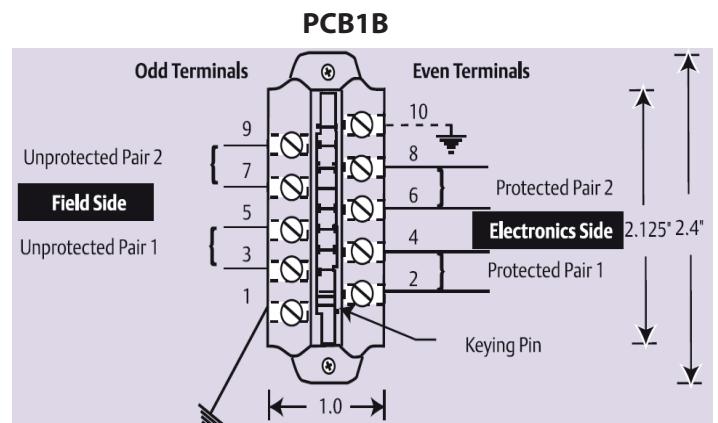 PCB1B
Odd Terminals
Even Terminals
9
10
Unprotected Pair 2
7
8
Protected Pair 2
Field Side
6
5
4
Electronics Side
2.125"
2.4"
Unprotected Pair 1
3
Protected Pair 1
2
1
Keying Pin
1.0